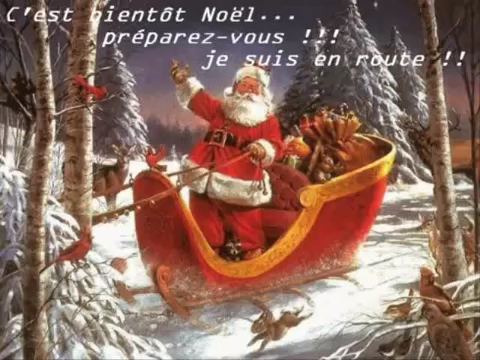 C'est bientôt Noël...
préparez-vous !!!
je suis en route !!